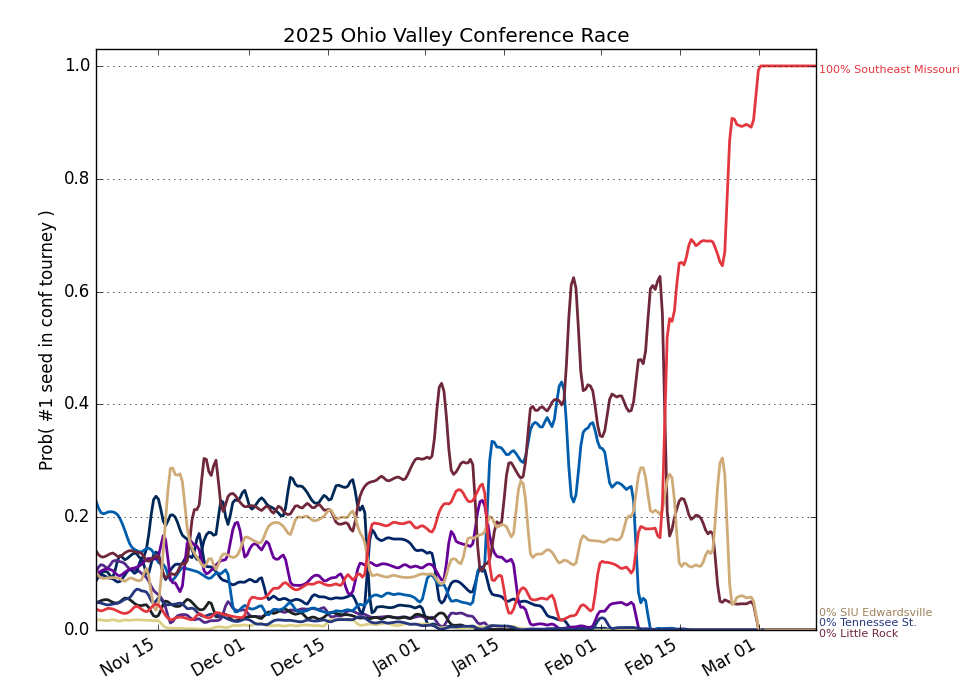 2025 Ohio Valley Conference Race
Prob( #1 seed in conf tourney )
1.0
0.8
0.6
0.4
0.2
0.0
100% Southeast Missouri
0% SIU Edwardsville
0% Tennessee St.
0% Little Rock
Nov 15
Dec 01
Dec 15
Jan 01
Jan 15
Feb 01
Feb 15
Mar 01